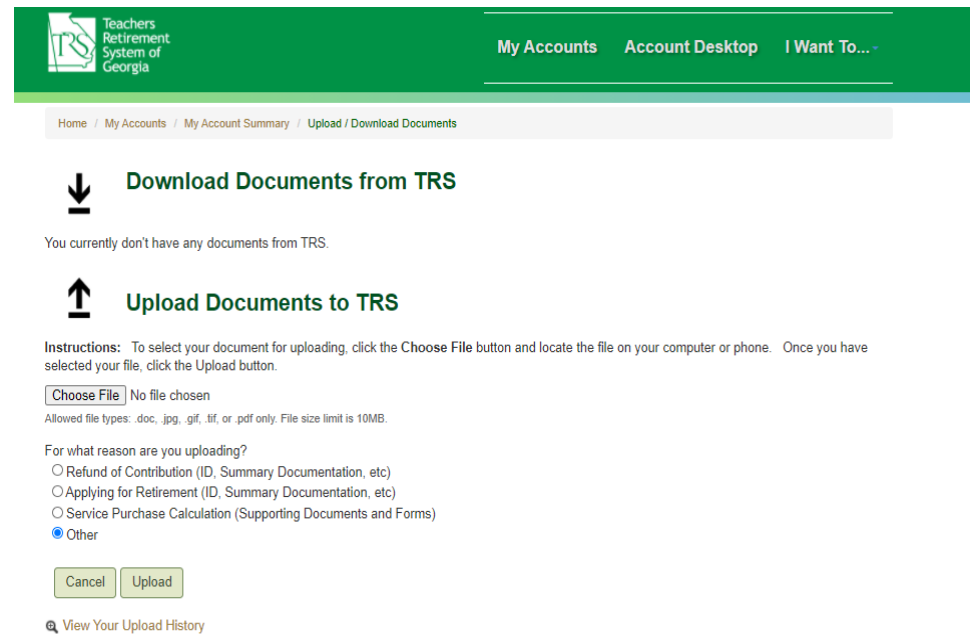 TRS
Teachers
Retirement
System of
Georgia
My Accounts Account Desktop I Want To...
Home / My Accounts / My Account Summary / Upload / Download Documents
Download Documents from TRS
You currently don't have any documents from TRS.
Upload Documents to TRS
Instructions: To select your document for uploading, click the Choose File button and locate the file on your computer or phone. Once you have
selected your file, click the Upload button.
Choose File No file chosen
Allowed file types: .doc, .jpg, .gif, .tif, or .pdf only. File size limit is 10MB.
For what reason are you uploading?
Refund of Contribution (ID, Summary Documentation, etc)
Applying for Retirement (ID, Summary Documentation, etc)
Service Purchase Calculation (Supporting Documents and Forms)
Other
Cancel Upload
View Your Upload History